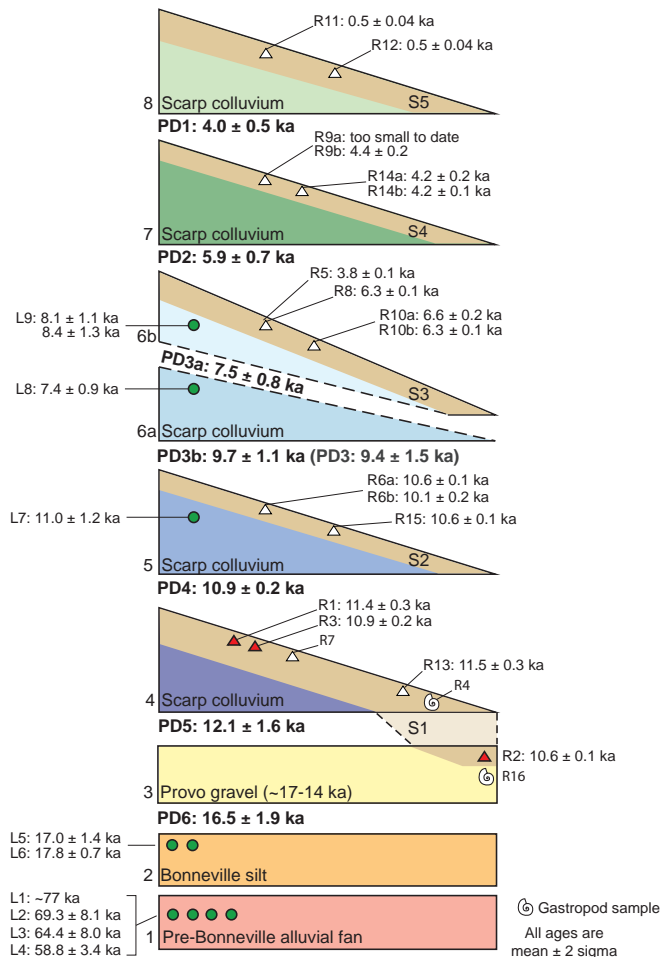 R11: 0.5 ± 0.04 ka
R12: 0.5 ± 0.04 ka
S5
8 Scarp colluvium
PD1: 4.0 ± 0.5 ka
R9a: too small to date
R9b: 4.4 ± 0.2
R14a: 4.2 ± 0.2 ka
R14b: 4.2 ± 0.1 ka
S4
7 Scarp colluvium
PD2: 5.9 ± 0.7 ka
R5: 3.8 ± 0.1 ka
R8: 6.3 ± 0.1 ka
R10a: 6.6 ± 0.2 ka
R10b: 6.3 ± 0.1 ka
L9: 8.1 ± 1.1 ka
8.4 ± 1.3 ka
6b
PD3a: 7.5 ± 0.8 ka
S3
L8: 7.4 ± 0.9 ka
6a Scarp colluvium
PD3b: 9.7 ± 1.1 ka (PD3: 9.4 ± 1.5 ka)
R6a: 10.6 ± 0.1 ka
R6b: 10.1 ± 0.2 ka
R15: 10.6 ± 0.1 ka
L7: 11.0 ± 1.2 ka
S2
5 Scarp colluvium
PD4: 10.9 ± 0.2 ka
R1: 11.4 ± 0.3 ka
R3: 10.9 ± 0.2 ka
R7
R13: 11.5 ± 0.3 ka
R4
4 Scarp colluvium
PD5: 12.1 ± 1.6 ka
S1
R2: 10.6 ± 0.1 ka
R16
3 Provo gravel (~17-14 ka)
PD6: 16.5 ± 1.9 ka
L5: 17.0 ± 1.4 ka
L6: 17.8 ± 0.7 ka
2 Bonneville silt
L1: ~77 ka
L2: 69.3 ± 8.1 ka
L3: 64.4 ± 8.0 ka
L4: 58.8 ± 3.4 ka
1 Pre-Bonneville alluvial fan
Gastropod sample
All ages are
mean ± 2 sigma